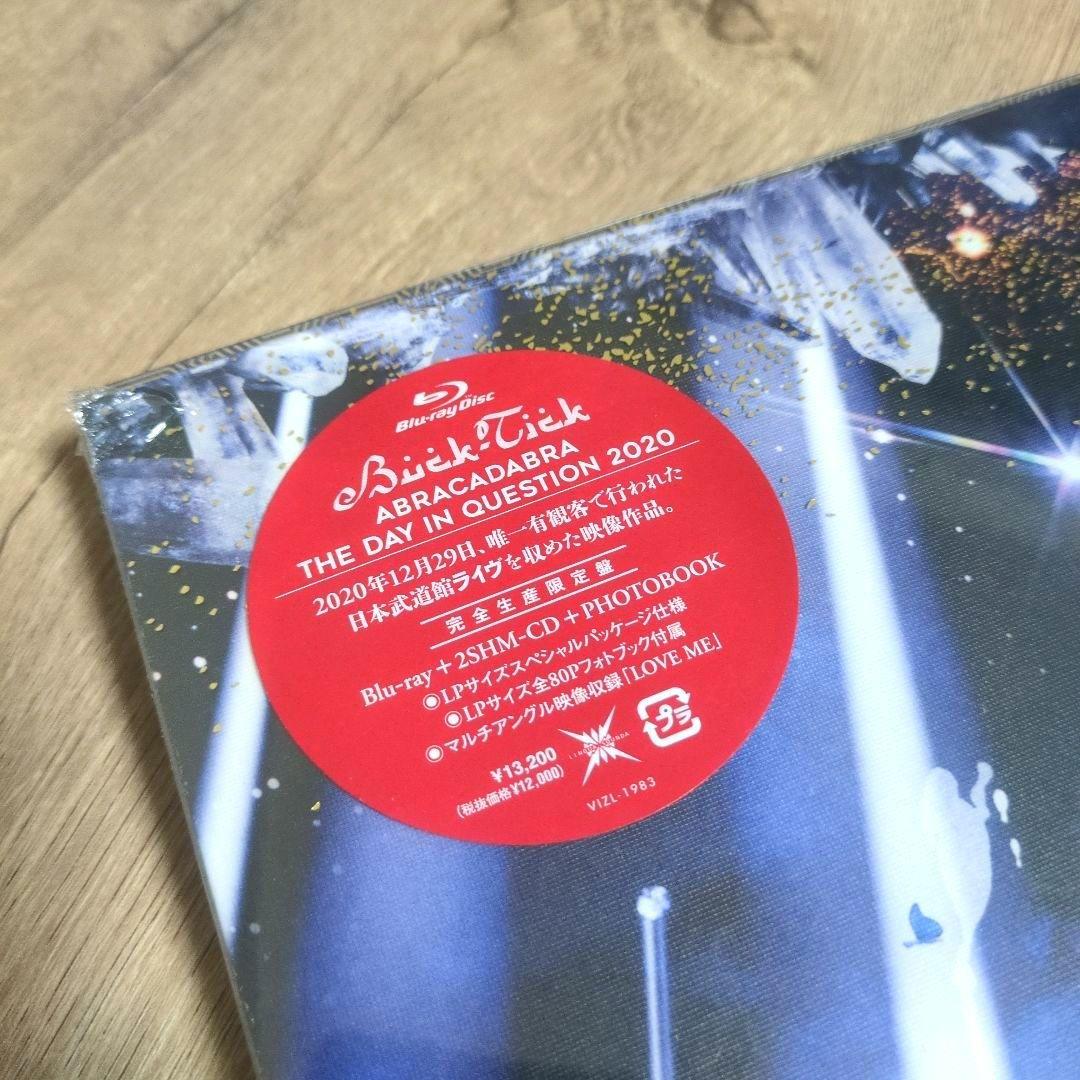 Blu-ray Disc
Buck-Tick
ABRACADABRA
THE DAY IN QUESTION 2020
2020年12月29日、唯一有観客で行われた
日本武道館ライヴを収めた映像作品。
完全生産限定盤
Blu-ray＋2SHM-CD＋PHOTOBOOK
◉LPサイズスペシャルパッケージ仕様
◉LPサイズ全80Pフォトブック付属
◉マルチアングル映像収録「LOVE ME」
¥13,200
(税抜価格¥12,000)
プラ
VIZL-1983